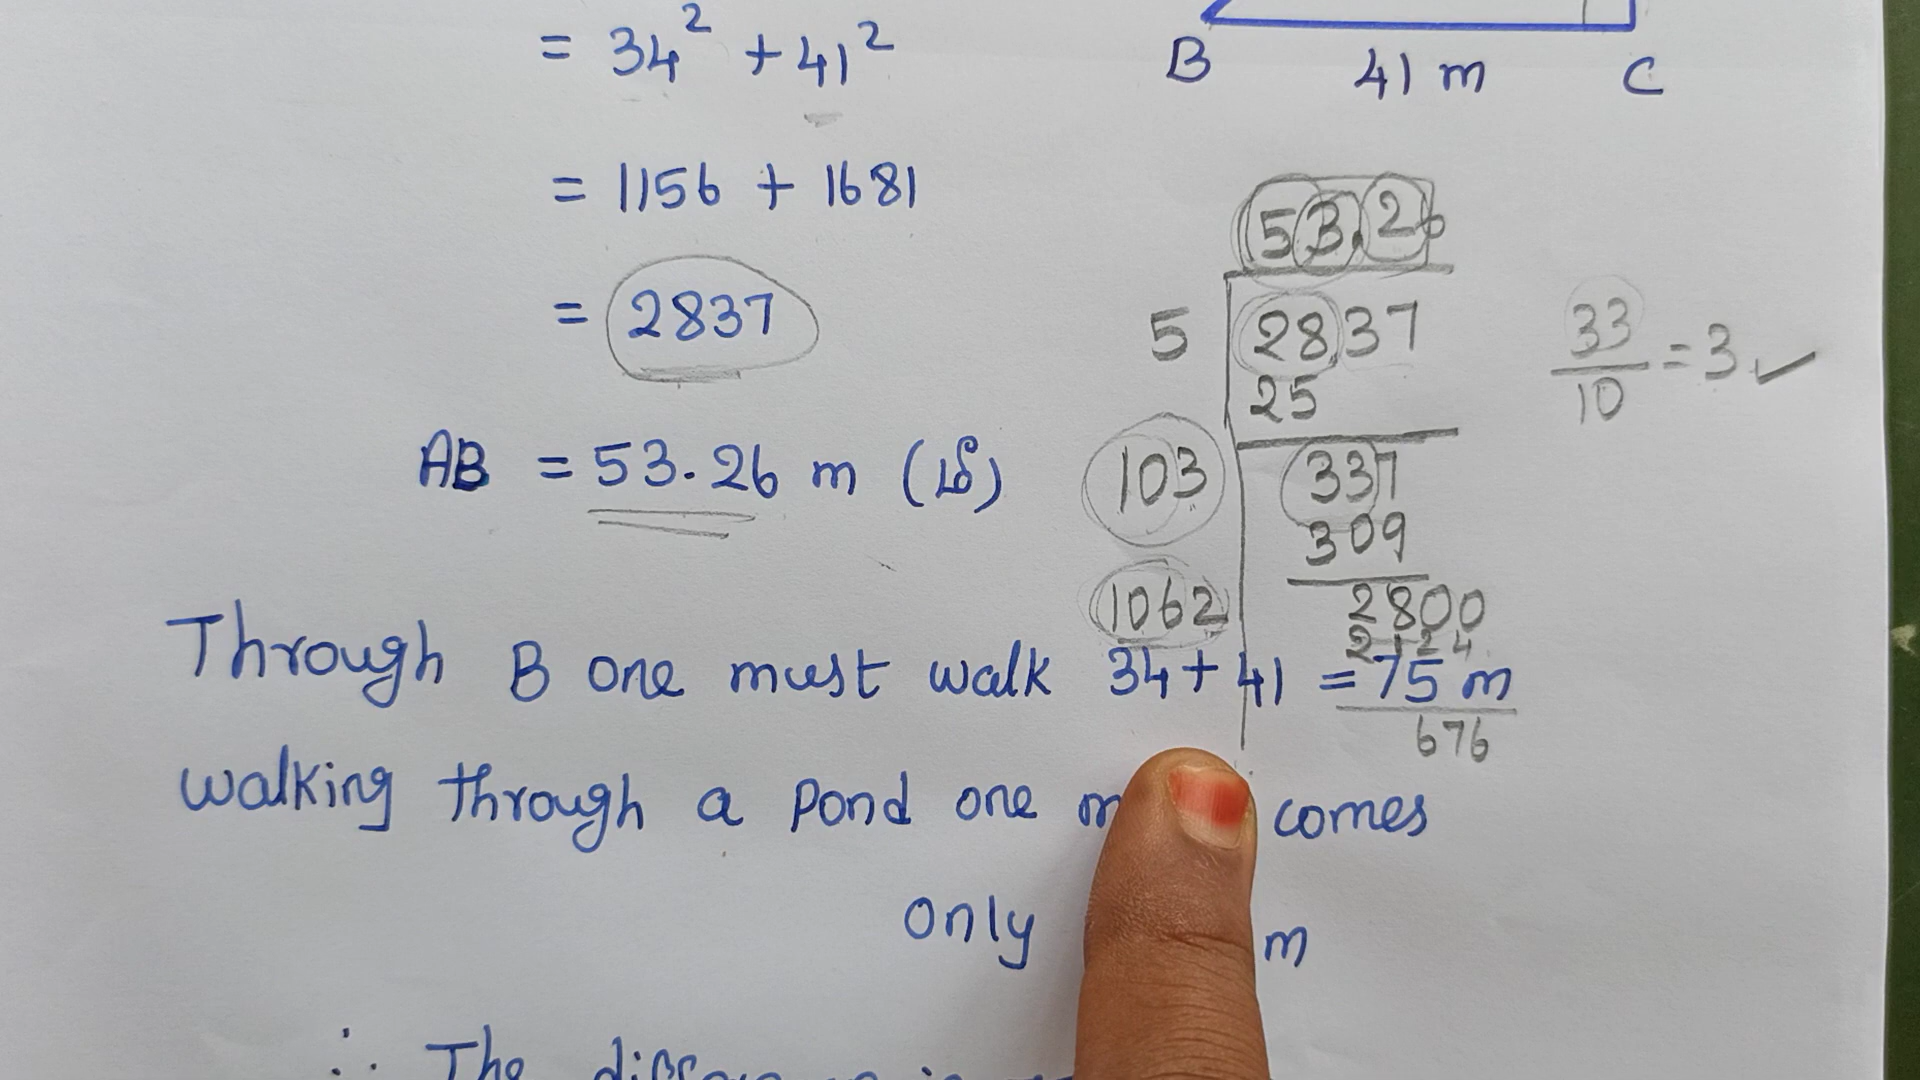 = 34² + 41²
B 41 m C
= 1156 + 1681
= 2837
AB = 53.26 m (மீ)
53.26
5 28,37
25
103 337
309
1062 2800
2124
676
33/10 = 3 ✓
Through B one must walk 34 + 41 = 75 m
walking through a pond one comes
only m
∴ The